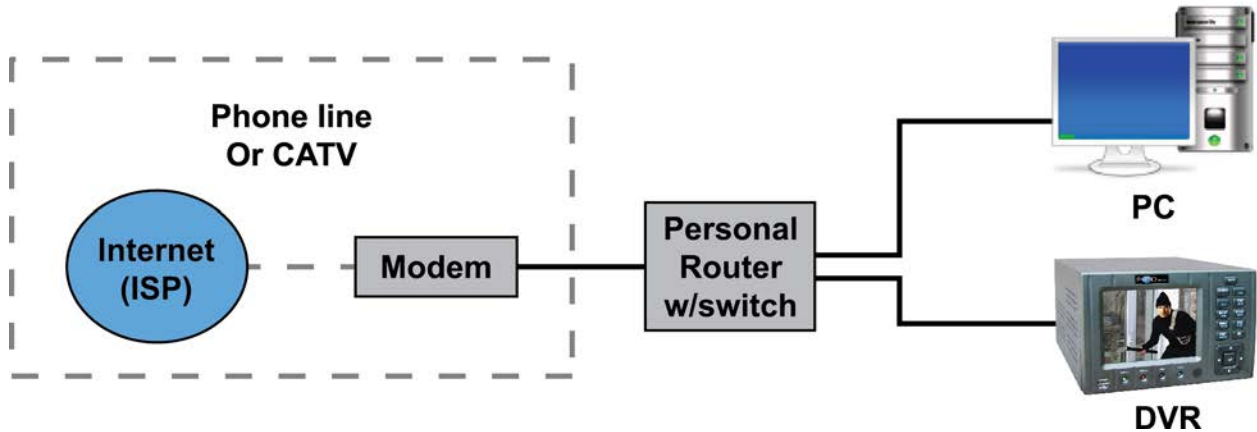 Phone line
Or CATV
Internet
(ISP)
Modem
Personal
Router
w/switch
PC
DVR